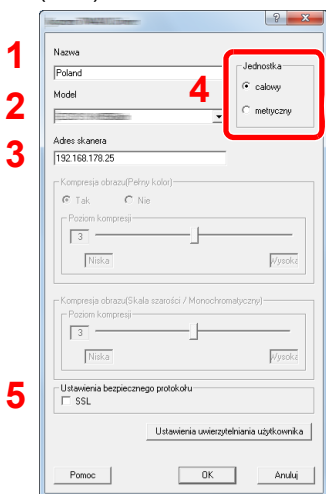 1
Nazwa
Poland
Jednostka
4
calowy
2
Model
metryczny
3
Adres skanera
192.168.178.25
Kompresja obrazu(Pełny kolor)
Tak Nie
Poziom kompresji
3
Niska Wysoka
Kompresja obrazu(Skala szarości / Monochromatyczny)
Poziom kompresji
3
Niska Wysoka
5
Ustawienia bezpiecznego protokołu
SSL
Ustawienia uwierzytelniania użytkownika
Pomoc OK Anuluj